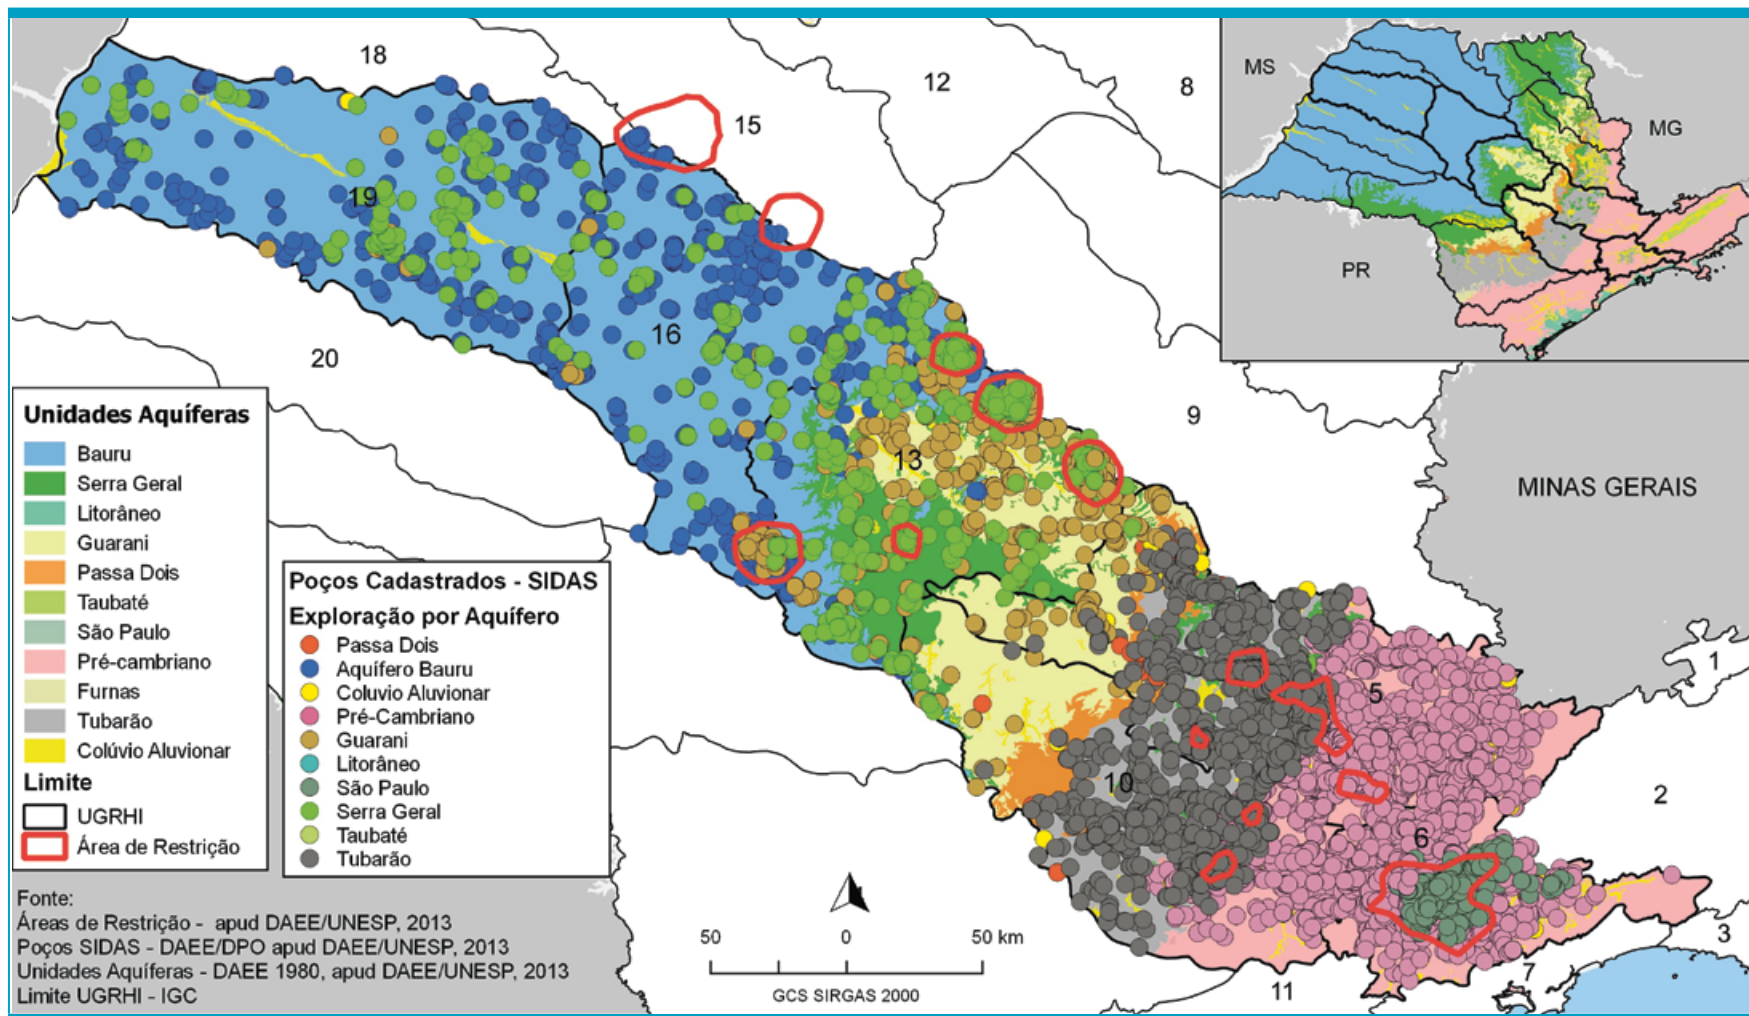 18
12
8
15
MS
MG
PR
19
16
20
9
13
MINAS GERAIS
Unidades Aquíferas
Bauru
Serra Geral
Litorâneo
Guarani
Passa Dois
Taubaté
São Paulo
Pré-cambriano
Furnas
Tubarão
Colúvio Aluvionar
Limite
UGRHI
Área de Restrição
Poços Cadastrados - SIDAS
Exploração por Aquífero
Passa Dois
Aquífero Bauru
Coluvio Aluvionar
Pré-Cambriano
Guarani
Litorâneo
São Paulo
Serra Geral
Taubaté
Tubarão
5
1
10
2
6
3
7
11
Fonte:
Áreas de Restrição - apud DAEE/UNESP, 2013
Poços SIDAS - DAEE/DPO apud DAEE/UNESP, 2013
Unidades Aquíferas - DAEE 1980, apud DAEE/UNESP, 2013
Limite UGRHI - IGC
50 0 50 km
GCS SIRGAS 2000